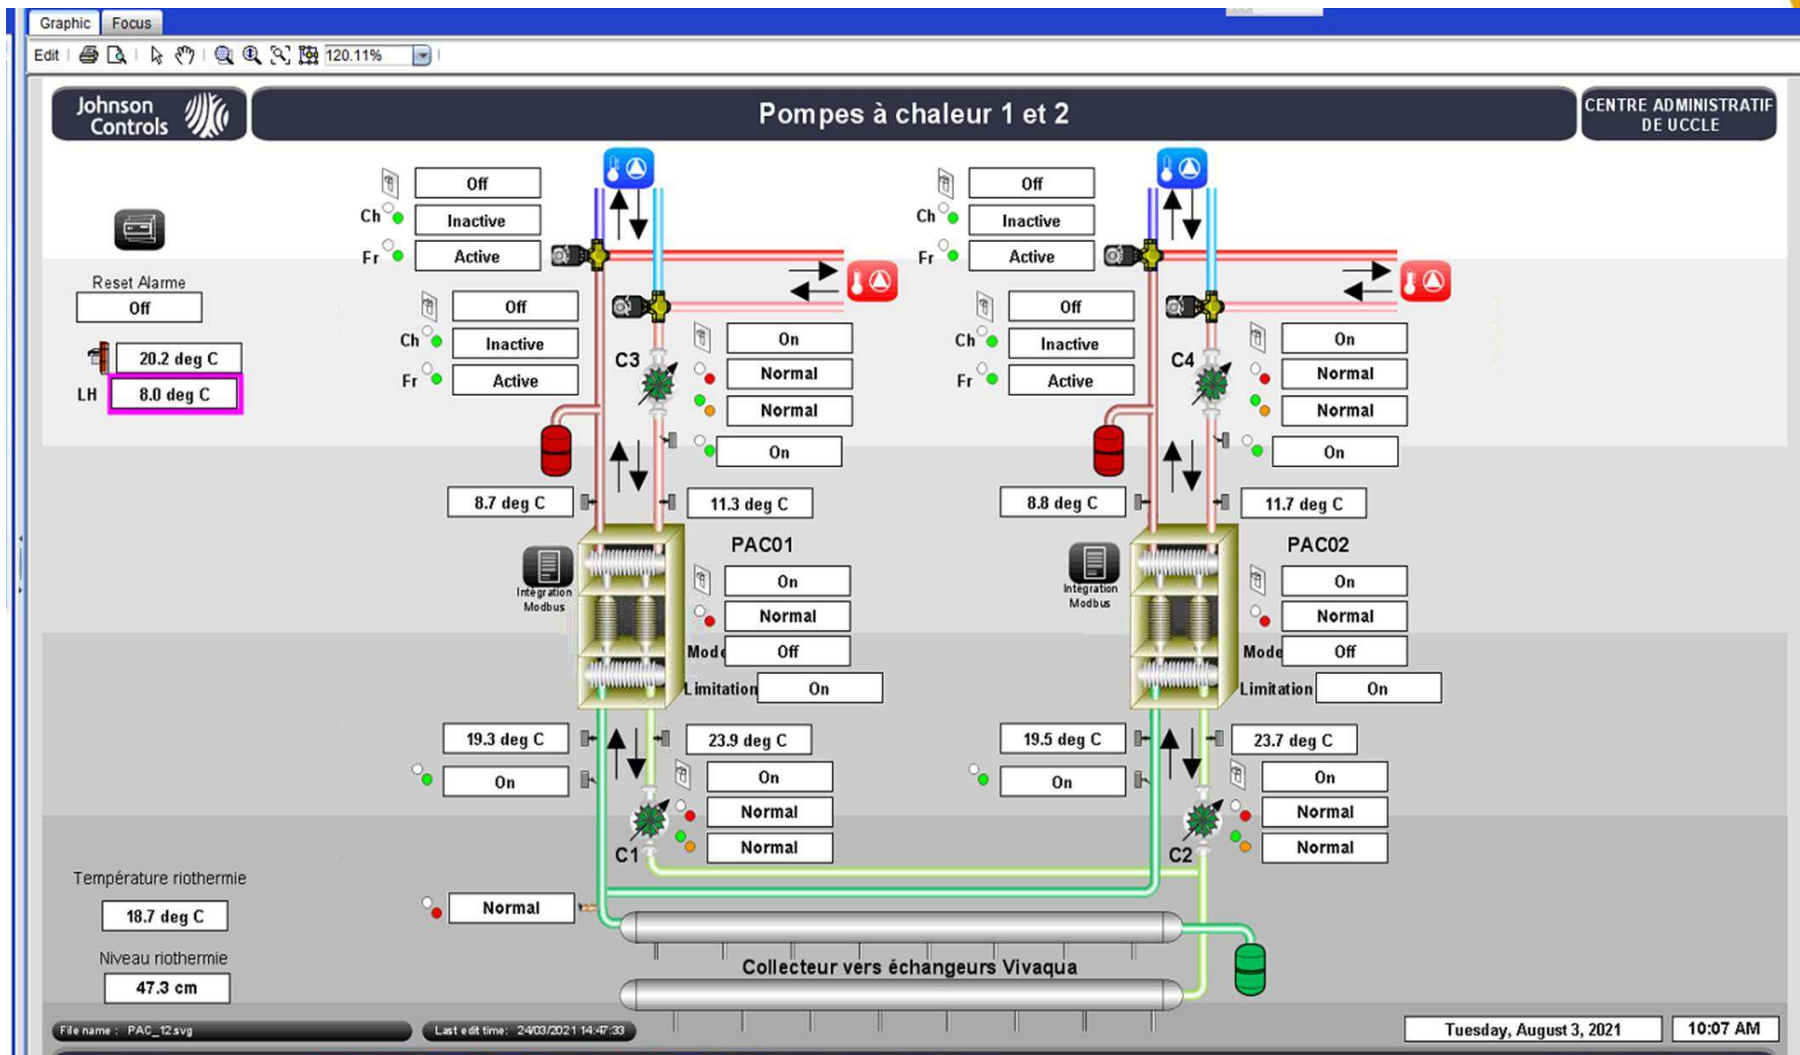 Graphic Focus
Edit 120.11%
Johnson
Controls
Pompes à chaleur 1 et 2
CENTRE ADMINISTRATIF
DE UCCLE
Off Off
Ch Inactive Ch Inactive
Fr Active Fr Active
Reset Alarme
Off Off Off
20.2 deg C Ch Inactive C3 On Ch Inactive C4 On
LH 8.0 deg C Fr Active Normal Fr Active Normal
Normal Normal
On On
8.7 deg C 11.3 deg C 8.8 deg C 11.7 deg C
PAC01 PAC02
Intégration
Modbus
On
Intégration
Modbus
On
Normal Normal
Mode Off Mode Off
Limitation On Limitation On
19.3 deg C 23.9 deg C 19.5 deg C 23.7 deg C
On On On On
Normal Normal
C1 Normal C2 Normal
Température riothermie
18.7 deg C Normal
Niveau riothermie
47.3 cm
Collecteur vers échangeurs Vivaqua
File name : PAC_12.svg Last edit time: 24/03/2021 14:47:33 Tuesday, August 3, 2021 10:07 AM